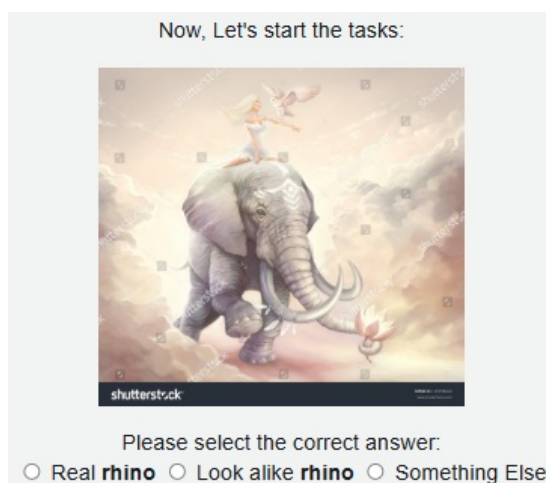 Now, Let's start the tasks:
shutterstock
Please select the correct answer:
Real rhino Look alike rhino Something Else